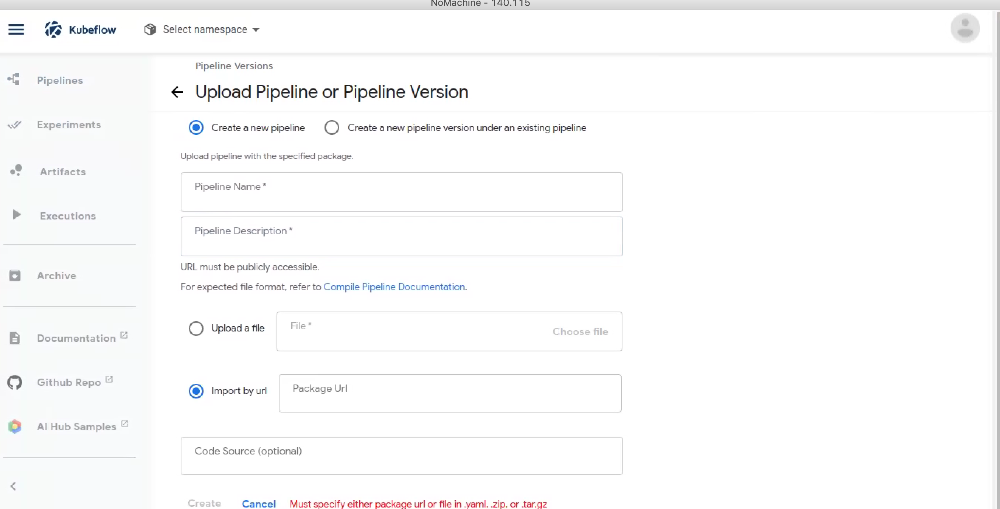 NoMachine - 140.115
Kubeflow
Select namespace
Pipelines
Experiments
Artifacts
Executions
Archive
Documentation
Github Repo
AI Hub Samples
Pipeline Versions
Upload Pipeline or Pipeline Version
Create a new pipeline
Create a new pipeline version under an existing pipeline
Upload pipeline with the specified package.
Pipeline Name*
Pipeline Description*
URL must be publicly accessible.
For expected file format, refer to Compile Pipeline Documentation.
Upload a file
File*
Choose file
Import by url
Package Url
Code Source (optional)
Create
Cancel
Must specify either package url or file in .yaml, .zip, or .tar.gz